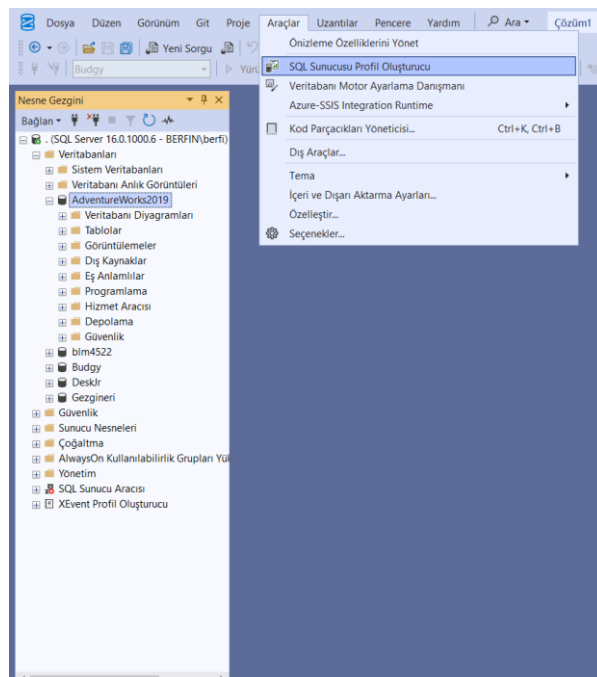 Dosya Düzen Görünüm Git Proje Araçlar Uzantılar Pencere Yardım Ara Çözüm1
Yeni Sorgu
Budgy Yürü
Önizleme Özelliklerini Yönet
SQL Sunucusu Profil Oluşturucu
Veritabanı Motor Ayarlama Danışmanı
Azure-SSIS Integration Runtime
Kod Parçacıkları Yöneticisi... Ctrl+K, Ctrl+B
Dış Araçlar...
Tema
İçeri ve Dışarı Aktarma Ayarları...
Özelleştir...
Seçenekler...
Nesne Gezgini
Bağlan
. (SQL Server 16.0.1000.6 - BERFIN\berfi)
Veritabanları
Sistem Veritabanları
Veritabanı Anlık Görüntüleri
AdventureWorks2019
Veritabanı Diyagramları
Tablolar
Görüntülemeler
Dış Kaynaklar
Eş Anlamlılar
Programlama
Hizmet Aracısı
Depolama
Güvenlik
blm4522
Budgy
DeskJr
Gezgineri
Güvenlik
Sunucu Nesneleri
Çoğaltma
AlwaysOn Kullanılabilirlik Grupları Yük
Yönetim
SQL Sunucu Aracısı
XEvent Profil Oluşturucu